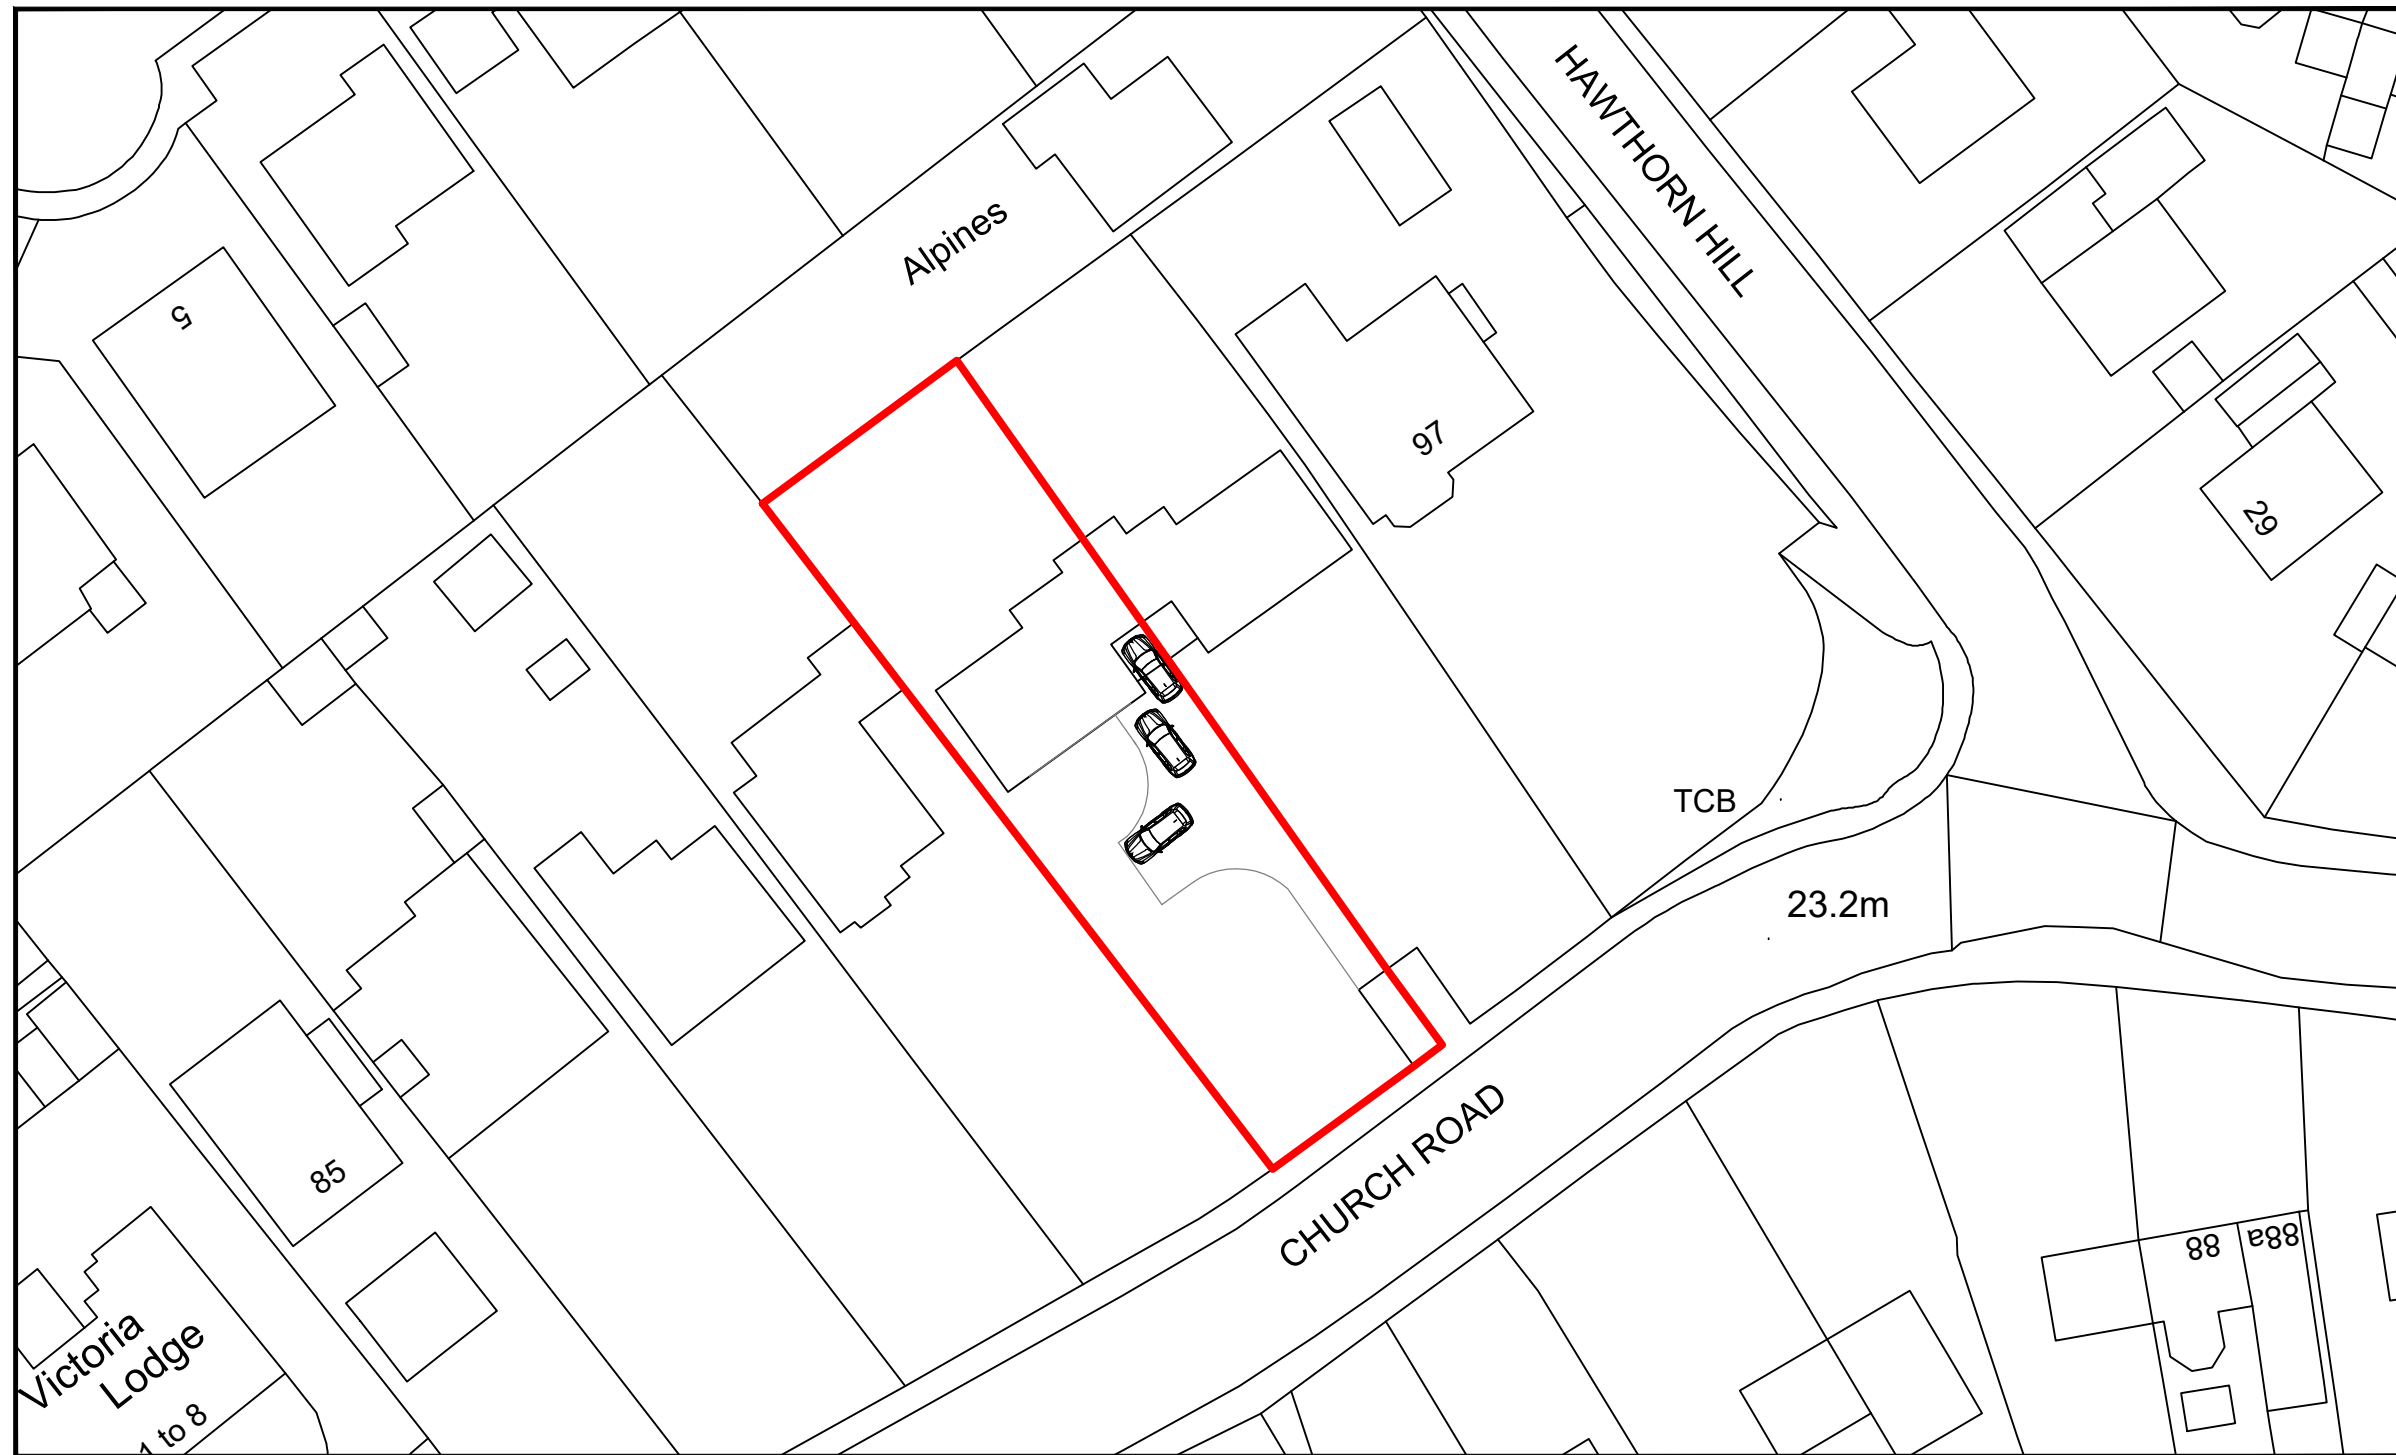 HAWTHORN HILL
Alpines
5
97
29
TCB
23.2m
CHURCH ROAD
85
88
88a
Victoria
Lodge
1 to 8